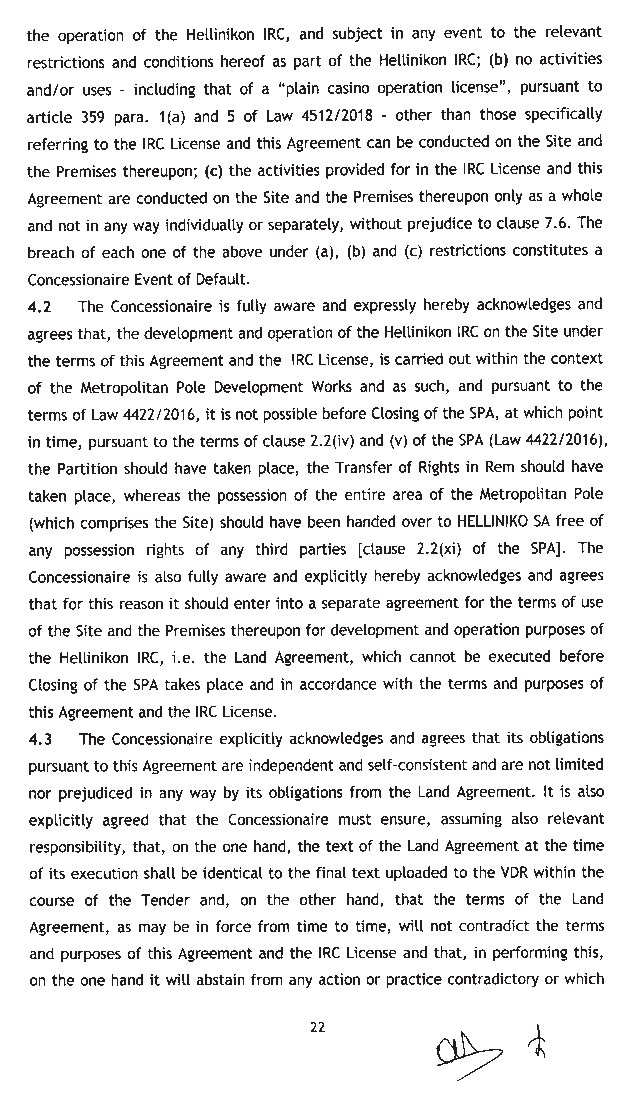 the operation of the Hellinikon IRC, and subject in any event to the relevant
restrictions and conditions hereof as part of the Hellinikon IRC; (b) no activities
and/or uses - including that of a “plain casino operation license”, pursuant to
article 359 para. 1(a) and 5 of Law 4512/2018 - other than those specifically
referring to the IRC License and this Agreement can be conducted on the Site and
the Premises thereupon; (c) the activities provided for in the IRC License and this
Agreement are conducted on the Site and the Premises thereupon only as a whole
and not in any way individually or separately, without prejudice to clause 7.6. The
breach of each one of the above under (a), (b) and (c) restrictions constitutes a
Concessionaire Event of Default.
4.2 The Concessionaire is fully aware and expressly hereby acknowledges and
agrees that, the development and operation of the Hellinikon IRC on the Site under
the terms of this Agreement and the IRC License, is carried out within the context
of the Metropolitan Pole Development Works and as such, and pursuant to the
terms of Law 4422/2016, it is not possible before Closing of the SPA, at which point
in time, pursuant to the terms of clause 2.2(iv) and (v) of the SPA (Law 4422/2016),
the Partition should have taken place, the Transfer of Rights in Rem should have
taken place, whereas the possession of the entire area of the Metropolitan Pole
(which comprises the Site) should have been handed over to HELLINIKO SA free of
any possession rights of any third parties [clause 2.2(xi) of the SPA]. The
Concessionaire is also fully aware and explicitly hereby acknowledges and agrees
that for this reason it should enter into a separate agreement for the terms of use
of the Site and the Premises thereupon for development and operation purposes of
the Hellinikon IRC, i.e. the Land Agreement, which cannot be executed before
Closing of the SPA takes place and in accordance with the terms and purposes of
this Agreement and the IRC License.
4.3 The Concessionaire explicitly acknowledges and agrees that its obligations
pursuant to this Agreement are independent and self-consistent and are not limited
nor prejudiced in any way by its obligations from the Land Agreement. It is also
explicitly agreed that the Concessionaire must ensure, assuming also relevant
responsibility, that, on the one hand, the text of the Land Agreement at the time
of its execution shall be identical to the final text uploaded to the VDR within the
course of the Tender and, on the other hand, that the terms of the Land
Agreement, as may be in force from time to time, will not contradict the terms
and purposes of this Agreement and the IRC License and that, in performing this,
on the one hand it will abstain from any action or practice contradictory or which
22